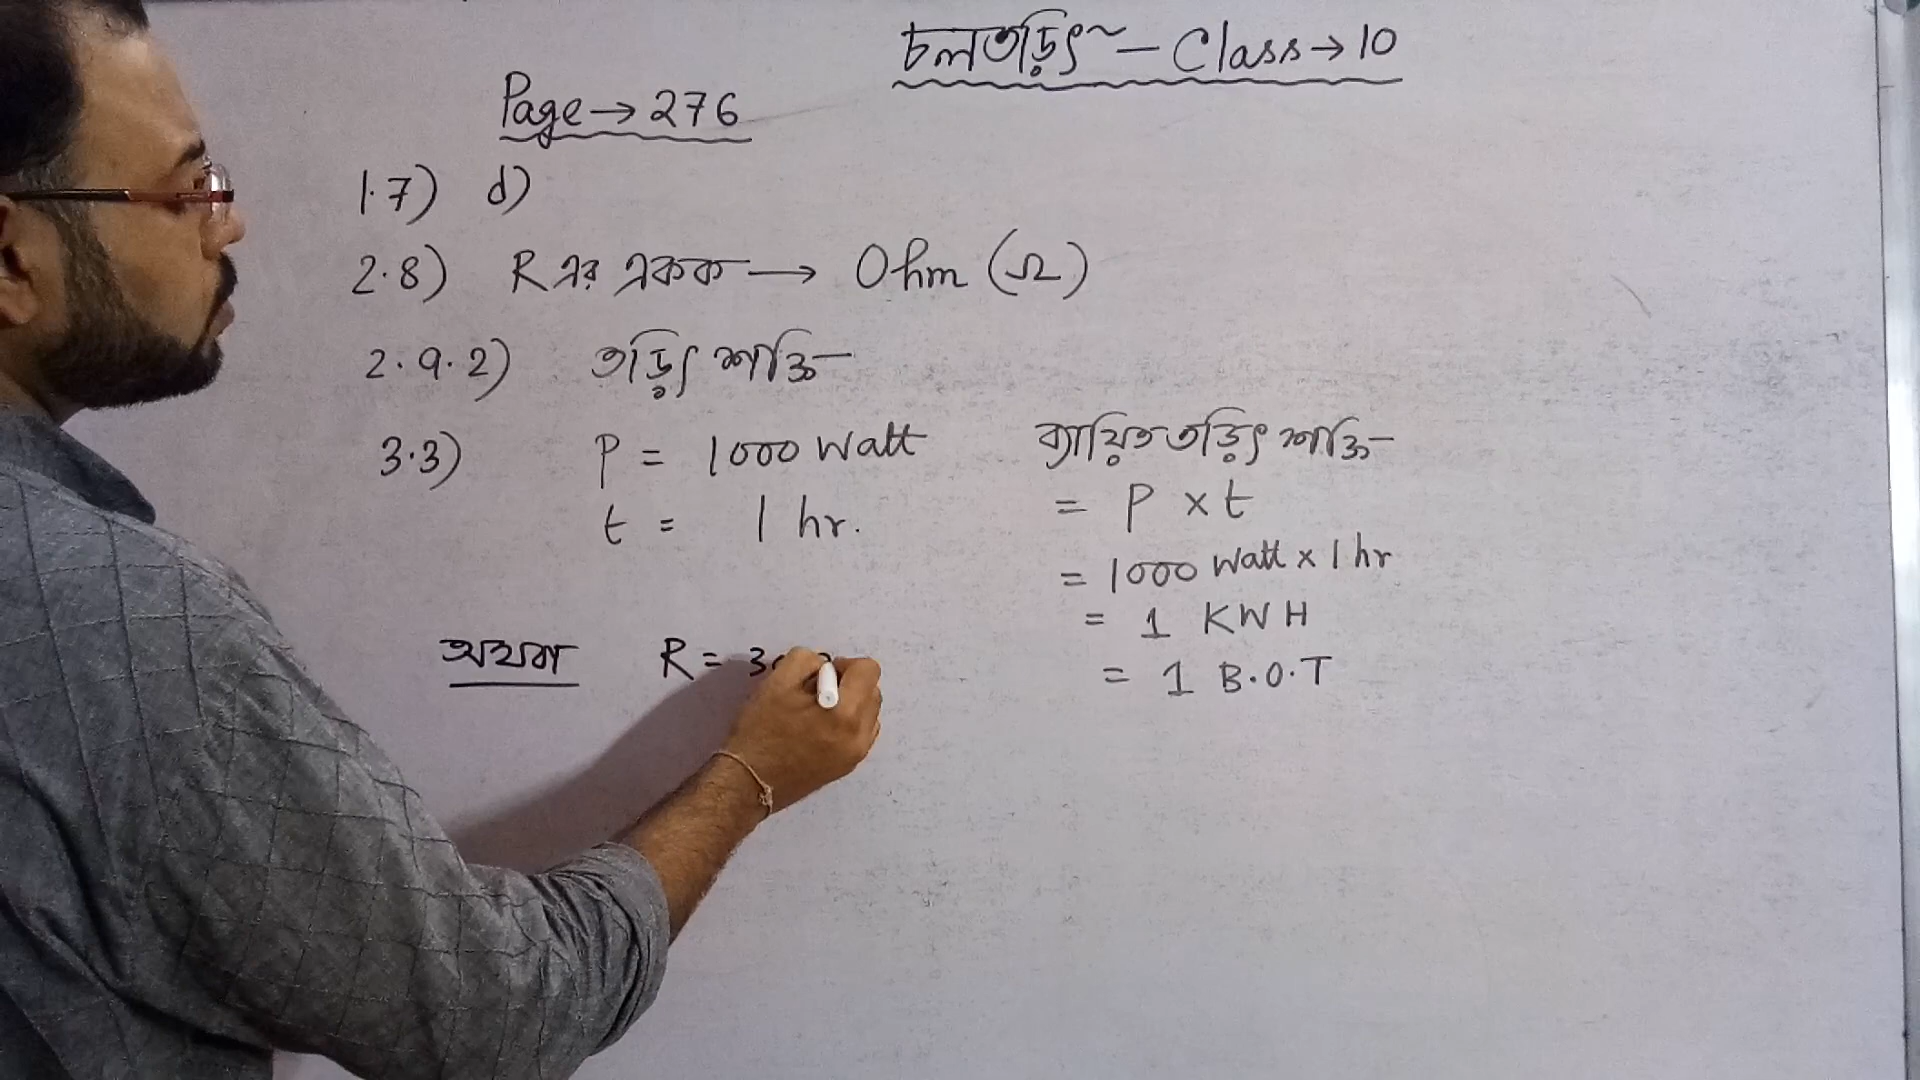 চলতড়িৎ — Class → 10
Page → 276
1.7) d)
2.8) R এর একক → Ohm (Ω)
2.9.2) তড়িৎ শক্তি
3.3) P = 1000 Watt
t = 1 hr.
ব্যয়িত তড়িৎ শক্তি
= P x t
= 1000 Watt x 1 hr
= 1 KWH
= 1 B.O.T
অথবা R =